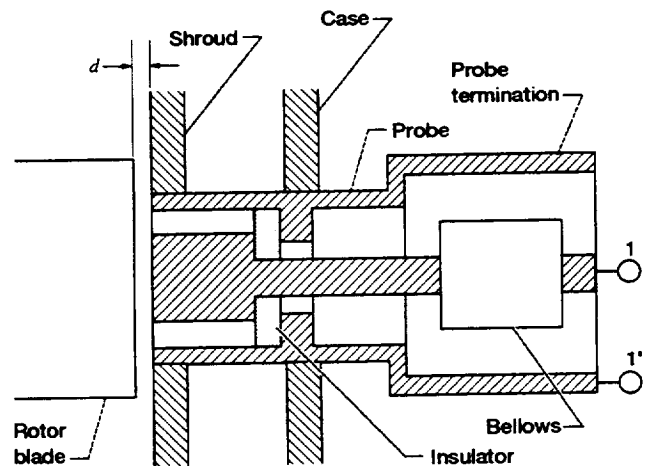 Case
Shroud
d
Probe
termination
Probe
1
1'
Bellows
Rotor
blade
Insulator